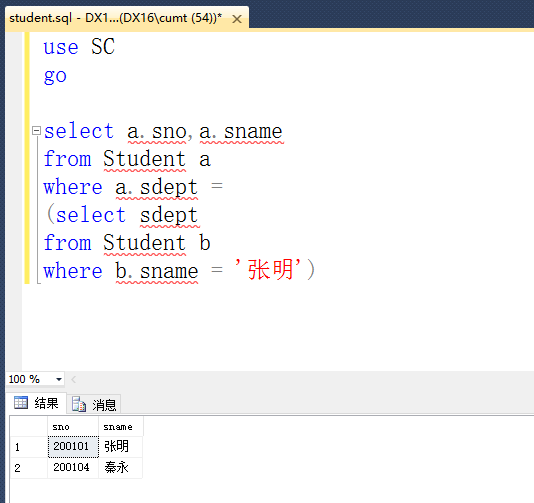 student.sql - DX1...(DX16\cumt (54))* ×
use SC
go
select a.sno,a.sname
from Student a
where a.sdept =
(select sdept
from Student b
where b.sname = '张明')
100 %
结果 消息
sno sname
1 200101 张明
2 200104 秦永